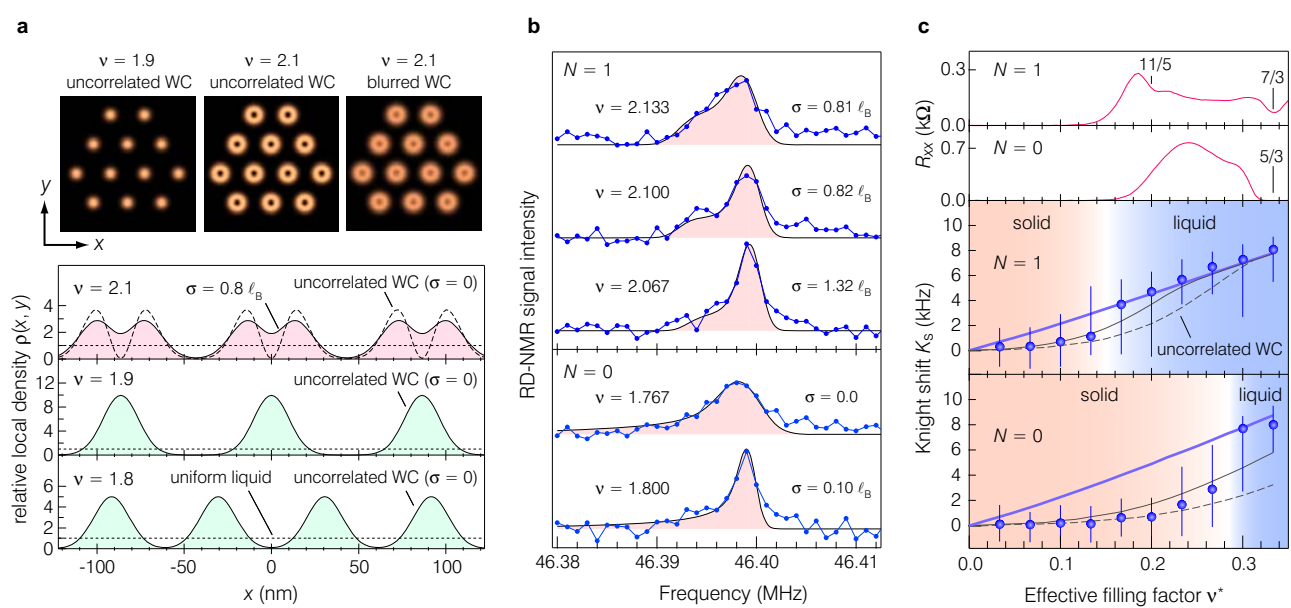 a
ν = 1.9
uncorrelated WC
ν = 2.1
uncorrelated WC
ν = 2.1
blurred WC
y
x
relative local density ρ(x, y)
ν = 2.1
σ = 0.8 ℓB
uncorrelated WC (σ = 0)
4
2
0
ν = 1.9
uncorrelated WC (σ = 0)
12
8
4
0
ν = 1.8
uniform liquid
uncorrelated WC (σ = 0)
6
4
2
0
-100
-50
0
50
100
x (nm)
b
RD-NMR signal intensity
N = 1
ν = 2.133
σ = 0.81 ℓB
ν = 2.100
σ = 0.82 ℓB
ν = 2.067
σ = 1.32 ℓB
N = 0
ν = 1.767
σ = 0.0
ν = 1.800
σ = 0.10 ℓB
46.38
46.39
46.40
46.41
Frequency (MHz)
c
Rxx (kΩ)
0.3
0.0
N = 1
11/5
7/3
0.7
0.0
N = 0
5/3
Knight shift Ks (kHz)
10
8
6
4
2
0
solid
liquid
N = 1
uncorrelated WC
10
8
6
4
2
0
solid
liquid
N = 0
0.0
0.1
0.2
0.3
Effective filling factor ν*